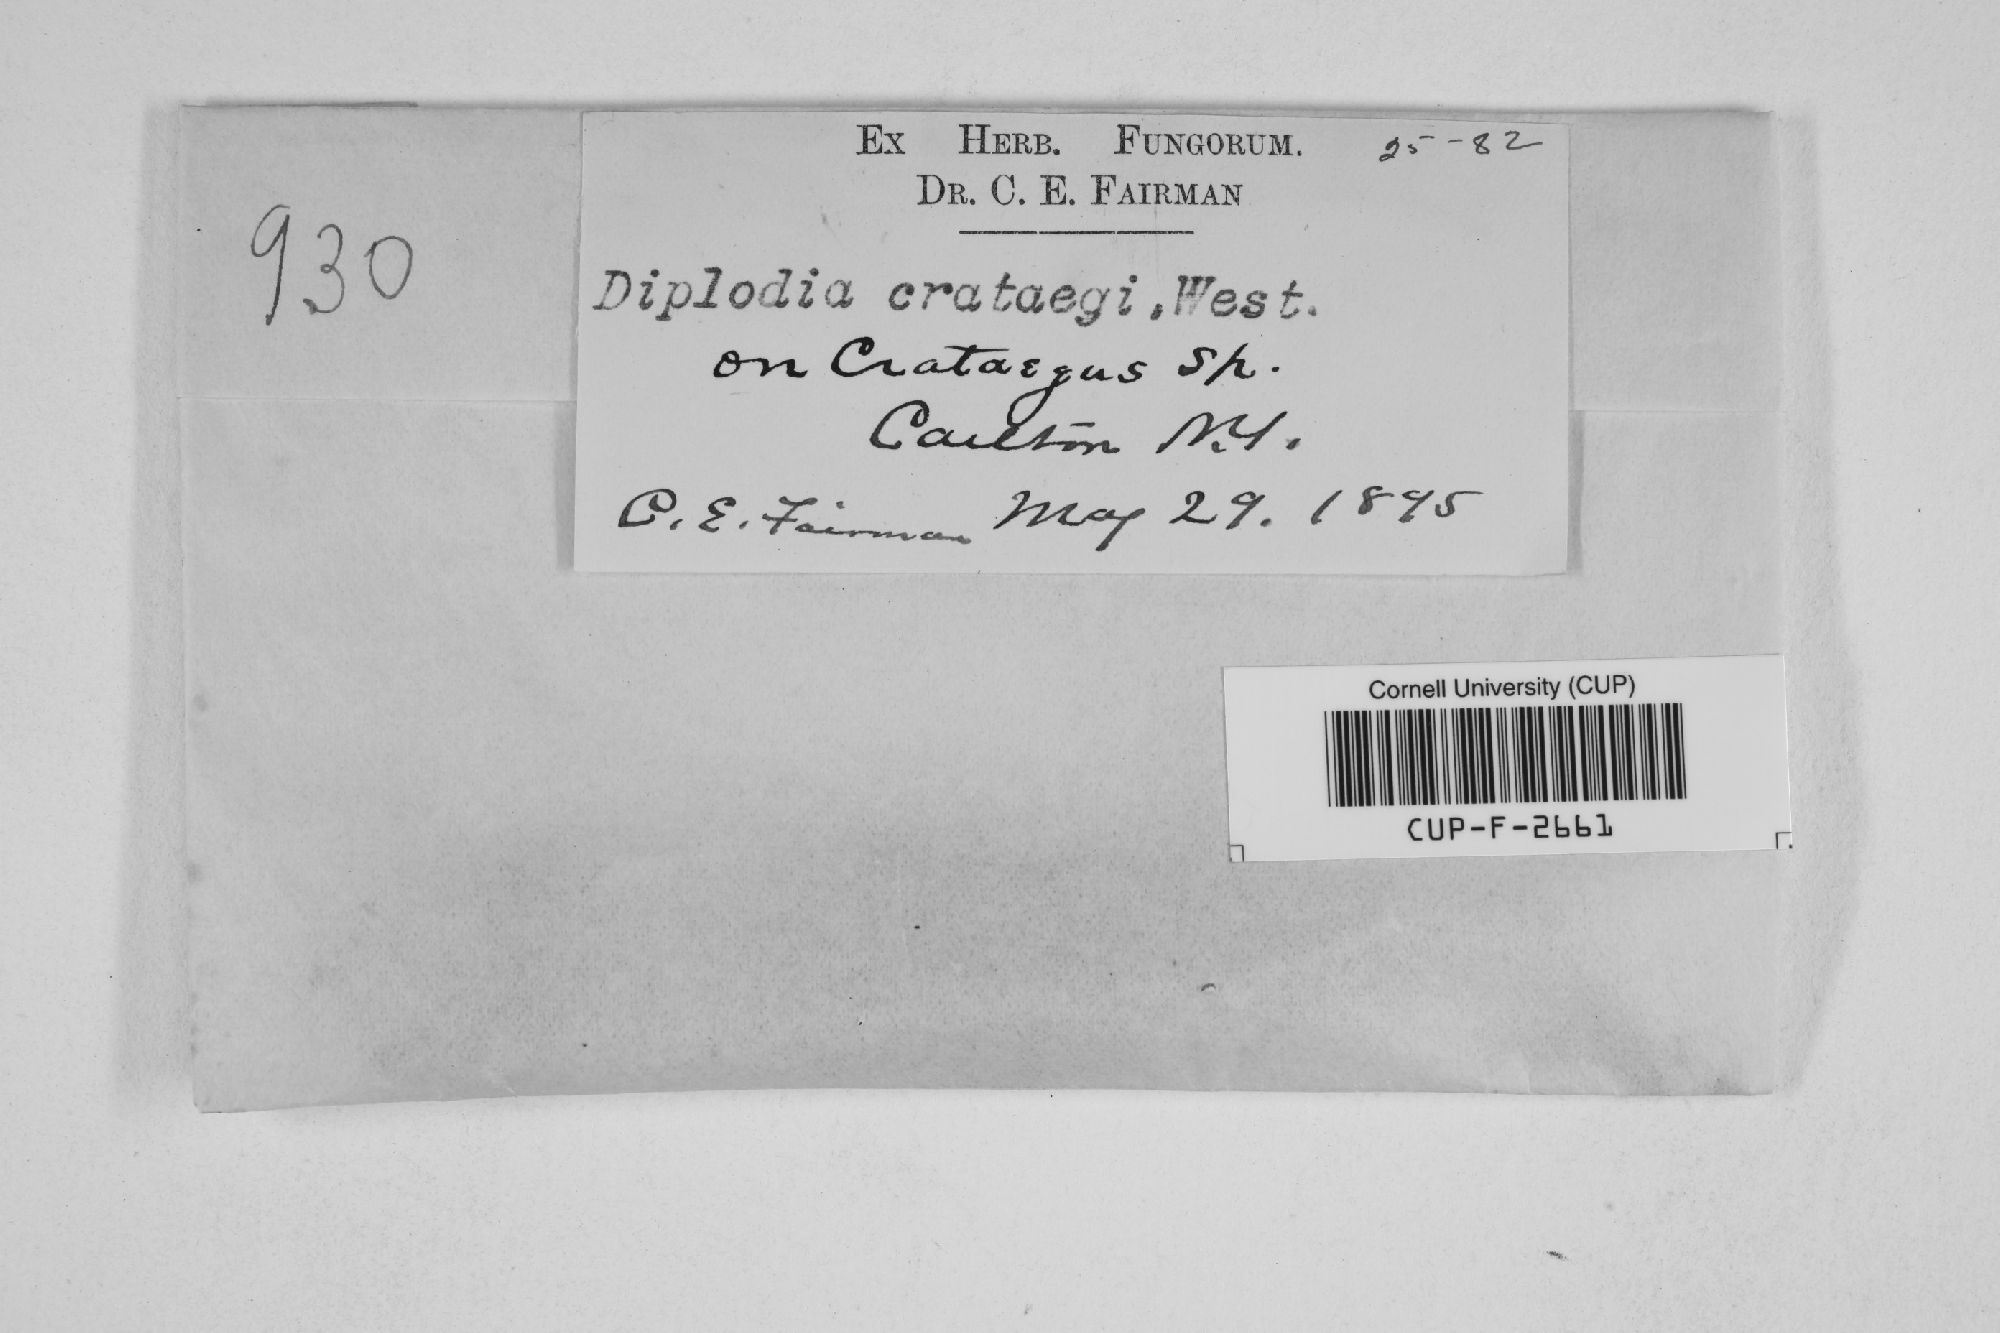 Ex Herb. Fungorum. 25-82
Dr. C. E. Fairman
930
Diplodia crataegi, West.
on Crataegus sp.
Carlton N.Y.
C. E. Fairman May 29. 1895
Cornell University (CUP)
CUP-F-2661